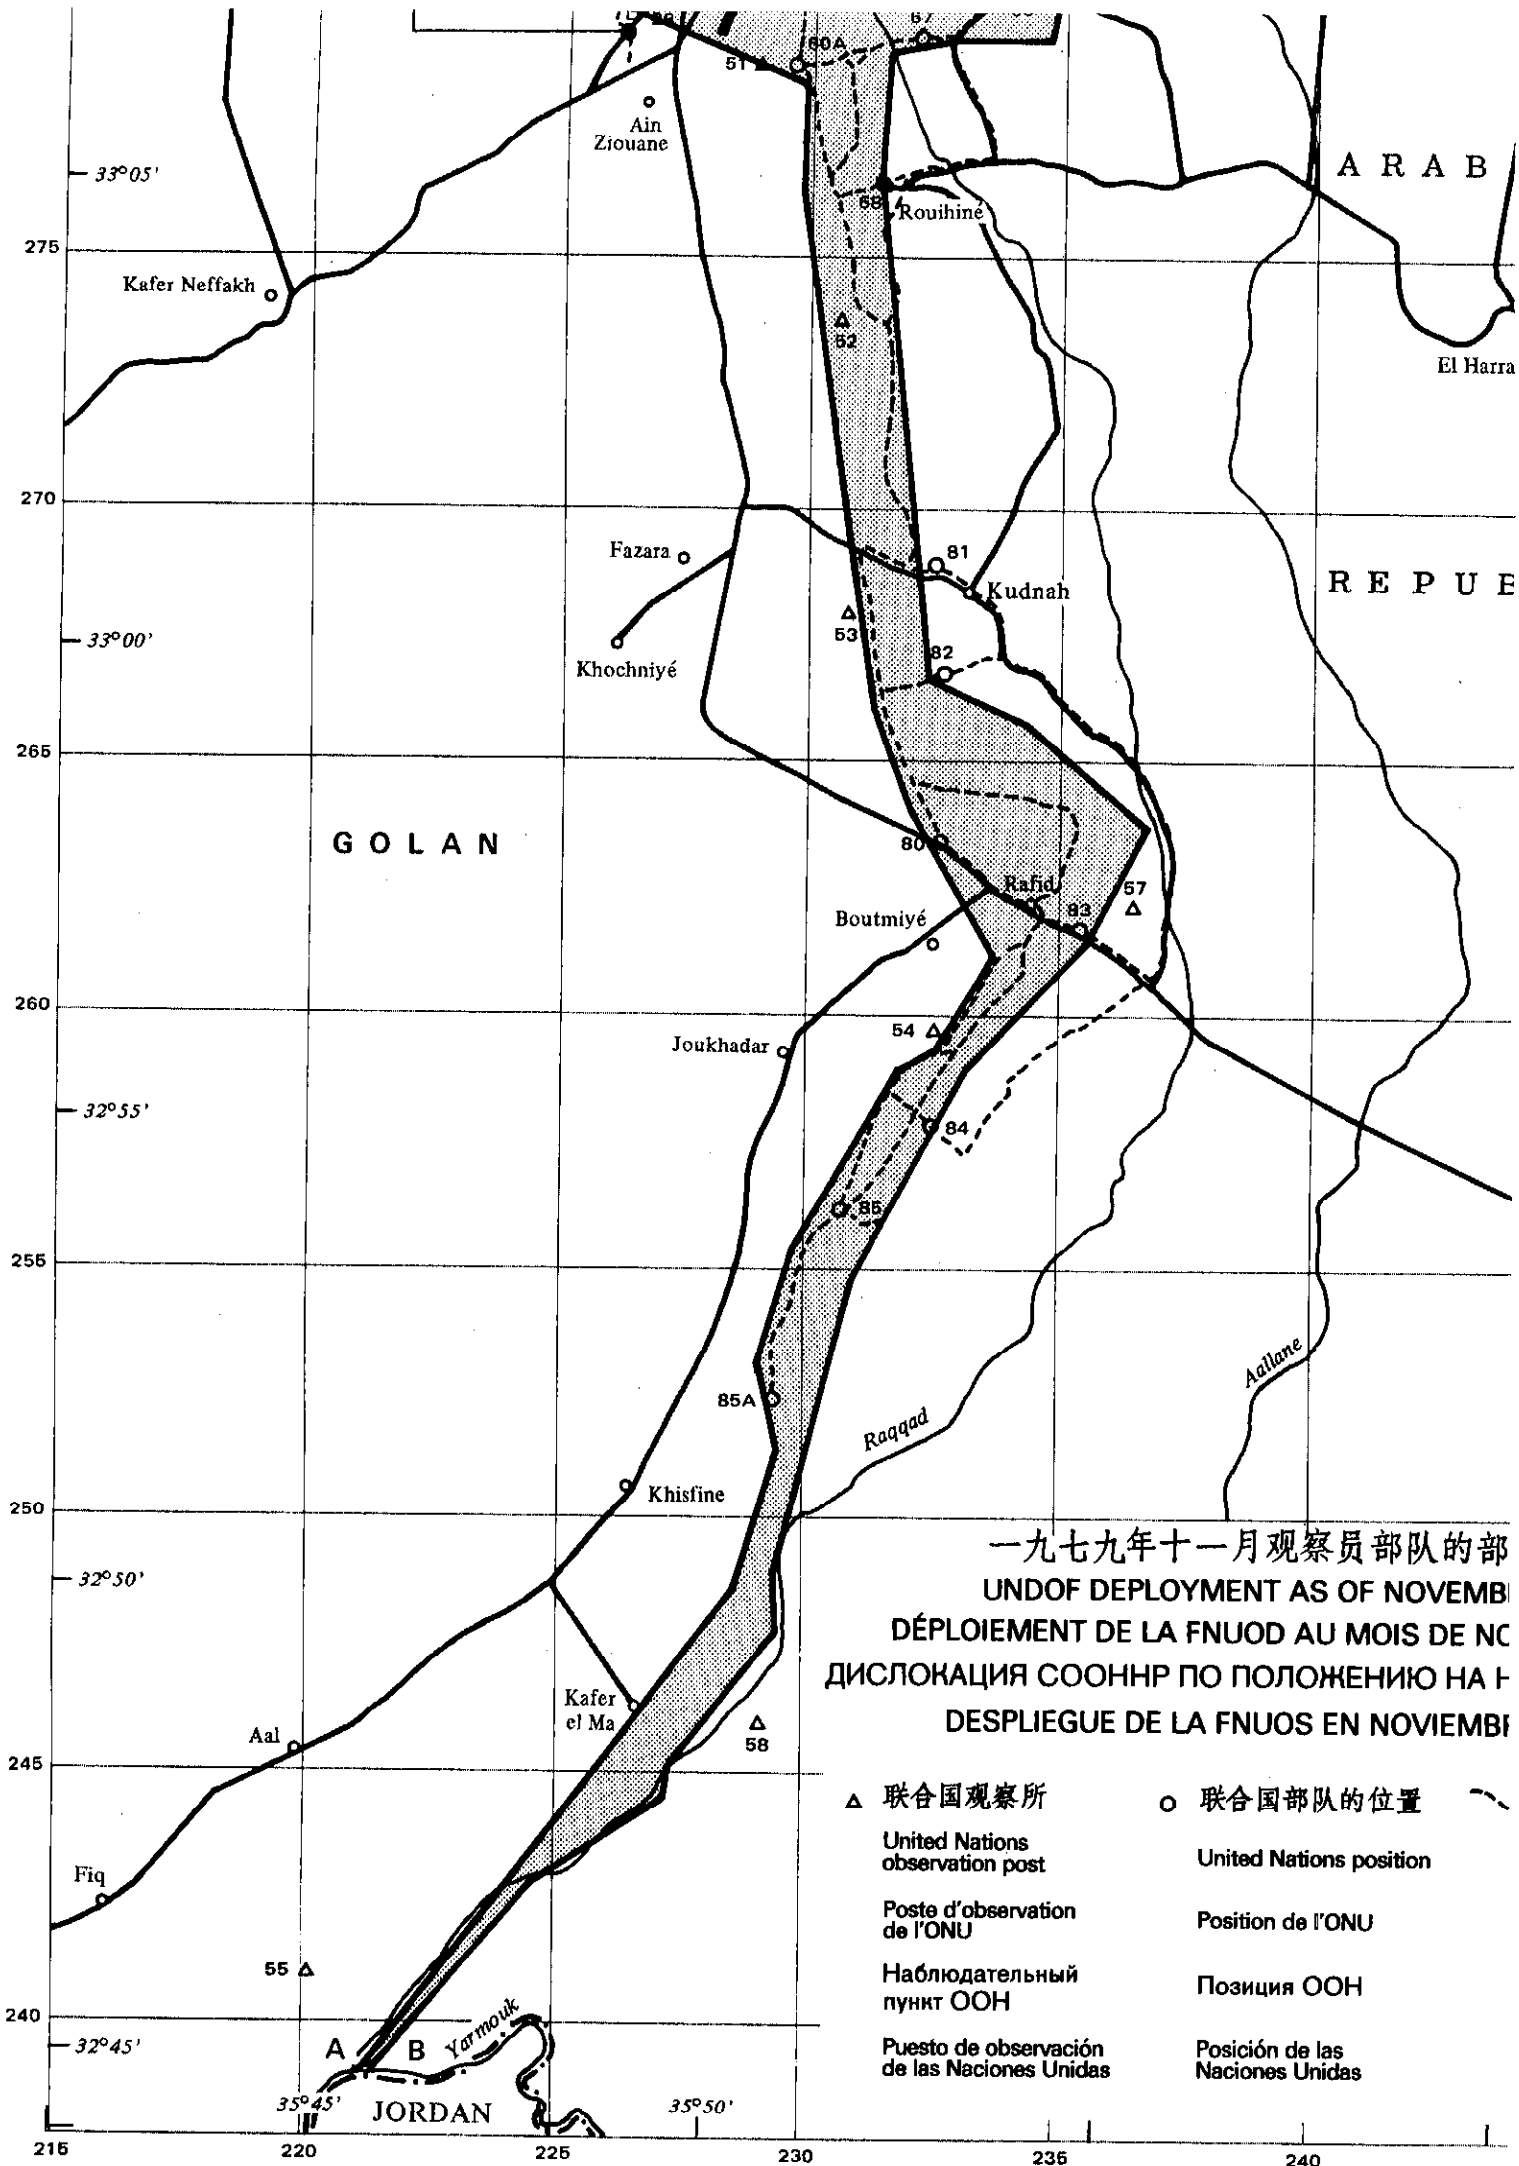 67
60A
51
Ain
Ziouane
33°05'
ARAB
68
Rouihiné
275
Kafer Neffakh
52
El Harra
270
Fazara
81
Kudnah
REPUB
33°00'
53
82
Khochniyé
265
GOLAN
80
Rafid
57
Boutmiyé
83
260
54
Joukhadar
32°55'
84
85
255
Aallane
85A
Raqqad
Khisfine
250
一九七九年十一月观察员部队的部
32°50'
UNDOF DEPLOYMENT AS OF NOVEMB
DÉPLOIEMENT DE LA FNUOD AU MOIS DE NO
ДИСЛОКАЦИЯ СООННР ПО ПОЛОЖЕНИЮ НА Н
Kafer
el Ma
DESPLIEGUE DE LA FNUOS EN NOVIEMB
Aal
58
245
联合国观察所
联合国部队的位置
United Nations
observation post
United Nations position
Fiq
Poste d'observation
de l'ONU
Position de l'ONU
55
Наблюдательный
пункт ООН
Позиция ООН
240
Yarmouk
32°45'
A
B
Puesto de observación
de las Naciones Unidas
Posición de las
Naciones Unidas
35°45'
JORDAN
35°50'
215
220
225
230
235
240